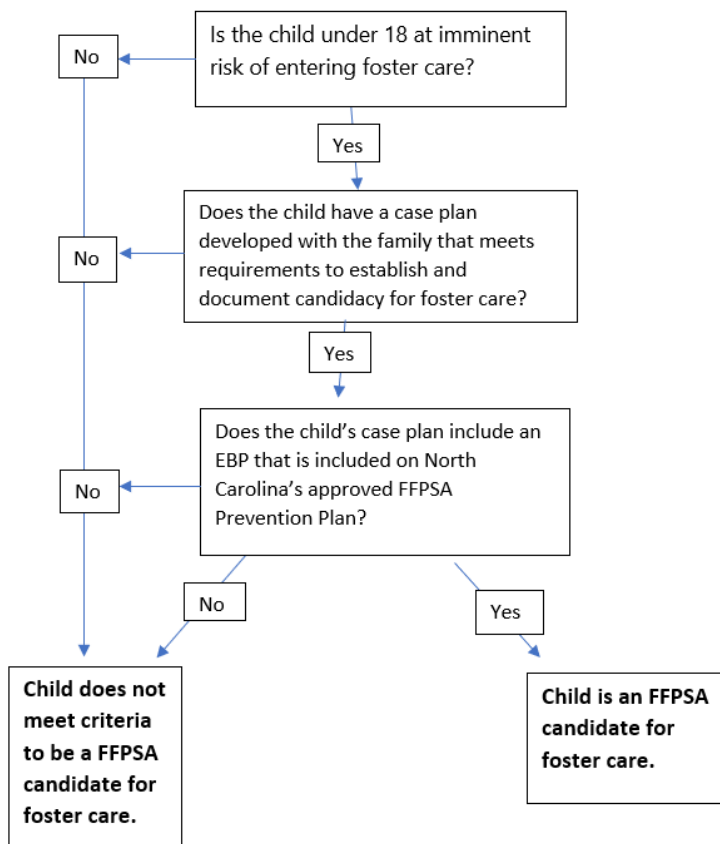 Is the child under 18 at imminent
risk of entering foster care?
No
Yes
Does the child have a case plan
developed with the family that meets
requirements to establish and
document candidacy for foster care?
No
Yes
Does the child’s case plan include an
EBP that is included on North
Carolina’s approved FFPSA
Prevention Plan?
No
No
Yes
Child does not
meet criteria
to be a FFPSA
candidate for
foster care.
Child is an FFPSA
candidate for
foster care.